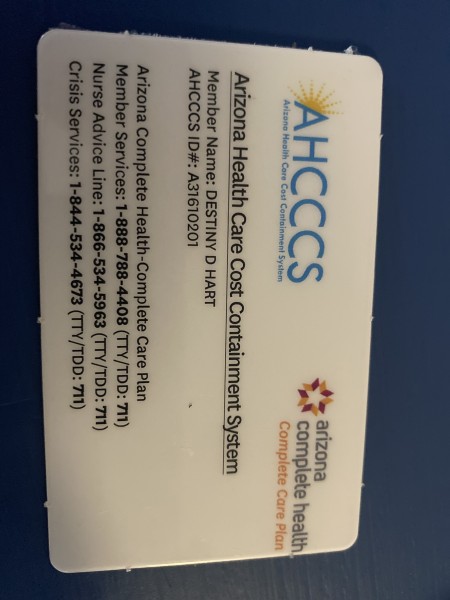 AHCCCS
Arizona Health Care Cost Containment System
arizona
complete health.
Complete Care Plan
Arizona Health Care Cost Containment System
Member Name: DESTINY D HART
AHCCCS ID#: A31610201
Arizona Complete Health-Complete Care Plan
Member Services: 1-888-788-4408 (TTY/TDD: 711)
Nurse Advice Line: 1-866-534-5963 (TTY/TDD: 711)
Crisis Services: 1-844-534-4673 (TTY/TDD: 711)